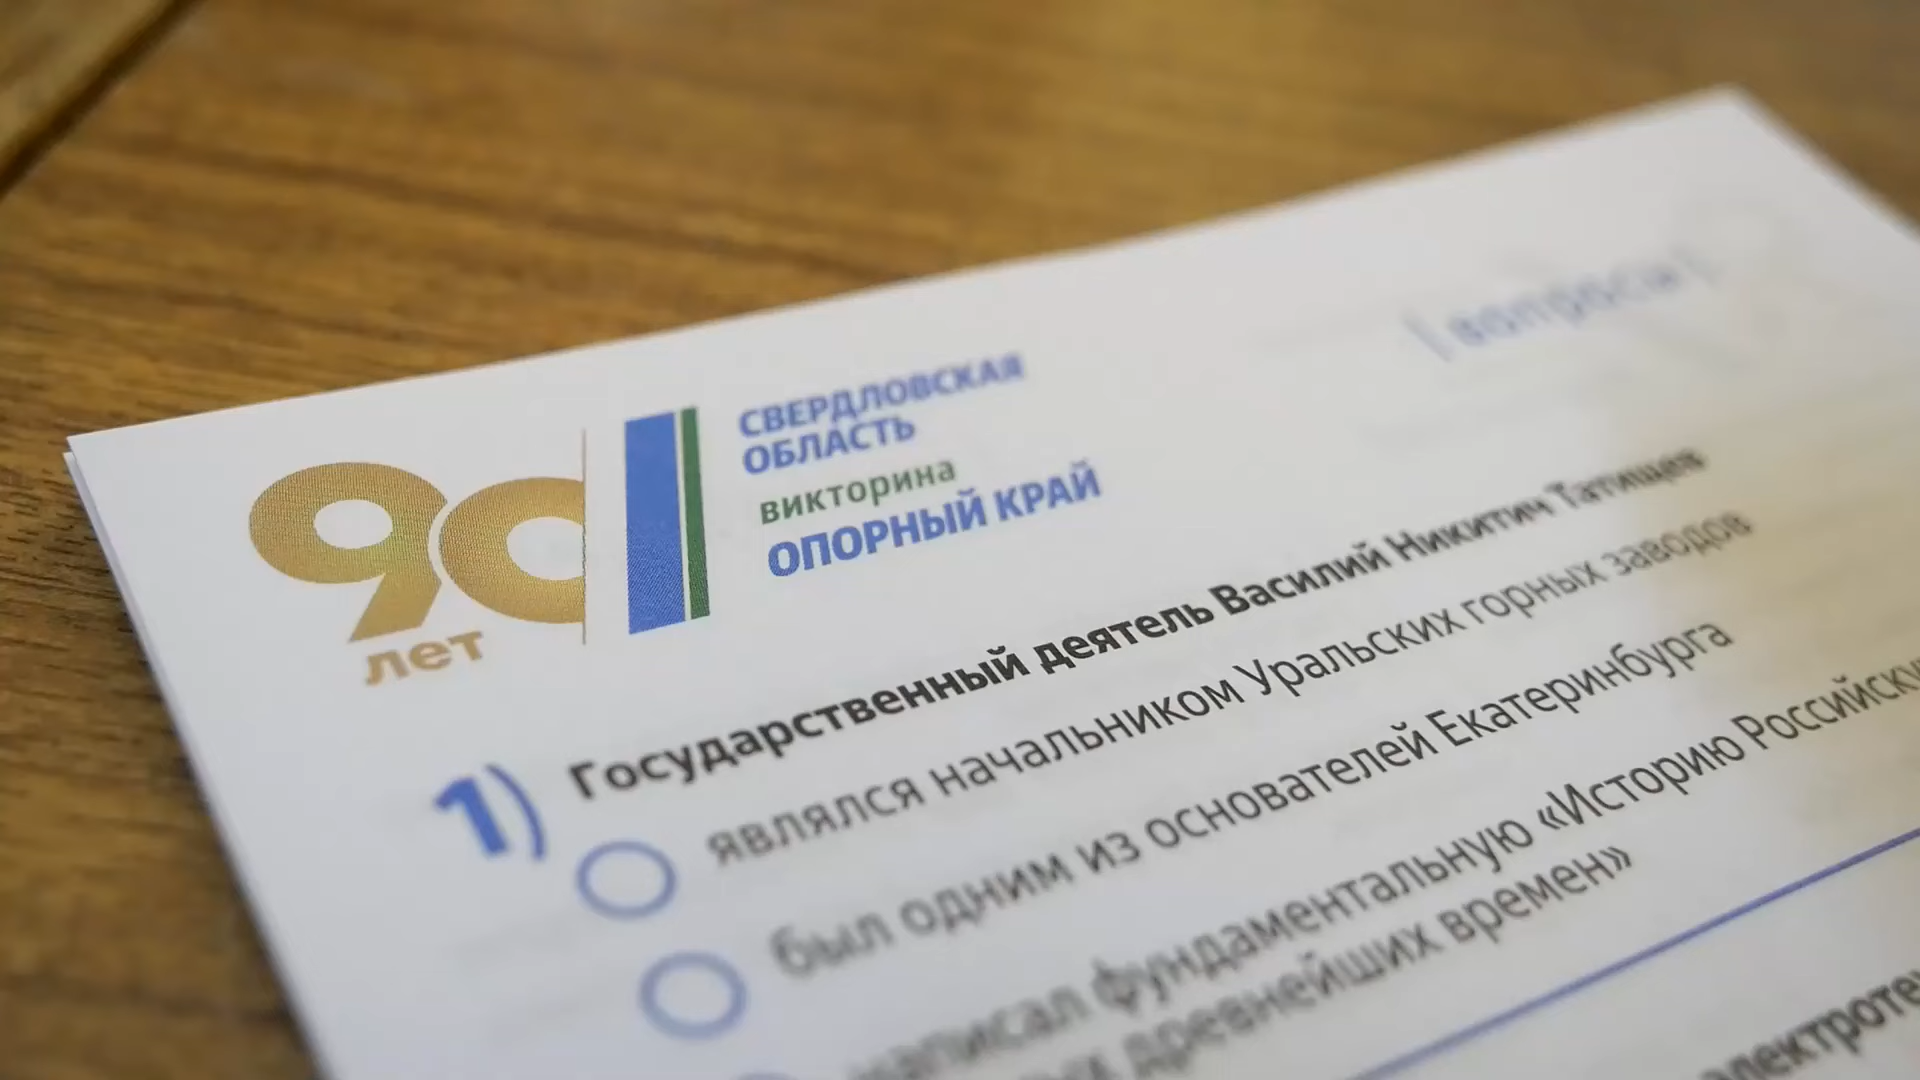 | вопросы |
СВЕРДЛОВСКАЯ
ОБЛАСТЬ
викторина
ОПОРНЫЙ КРАЙ
90
лет
1) Государственный деятель Василий Никитич Татищев
являлся начальником Уральских горных заводов
был одним из основателей Екатеринбурга
написал фундаментальную «Историю Российскую
древнейших времен»